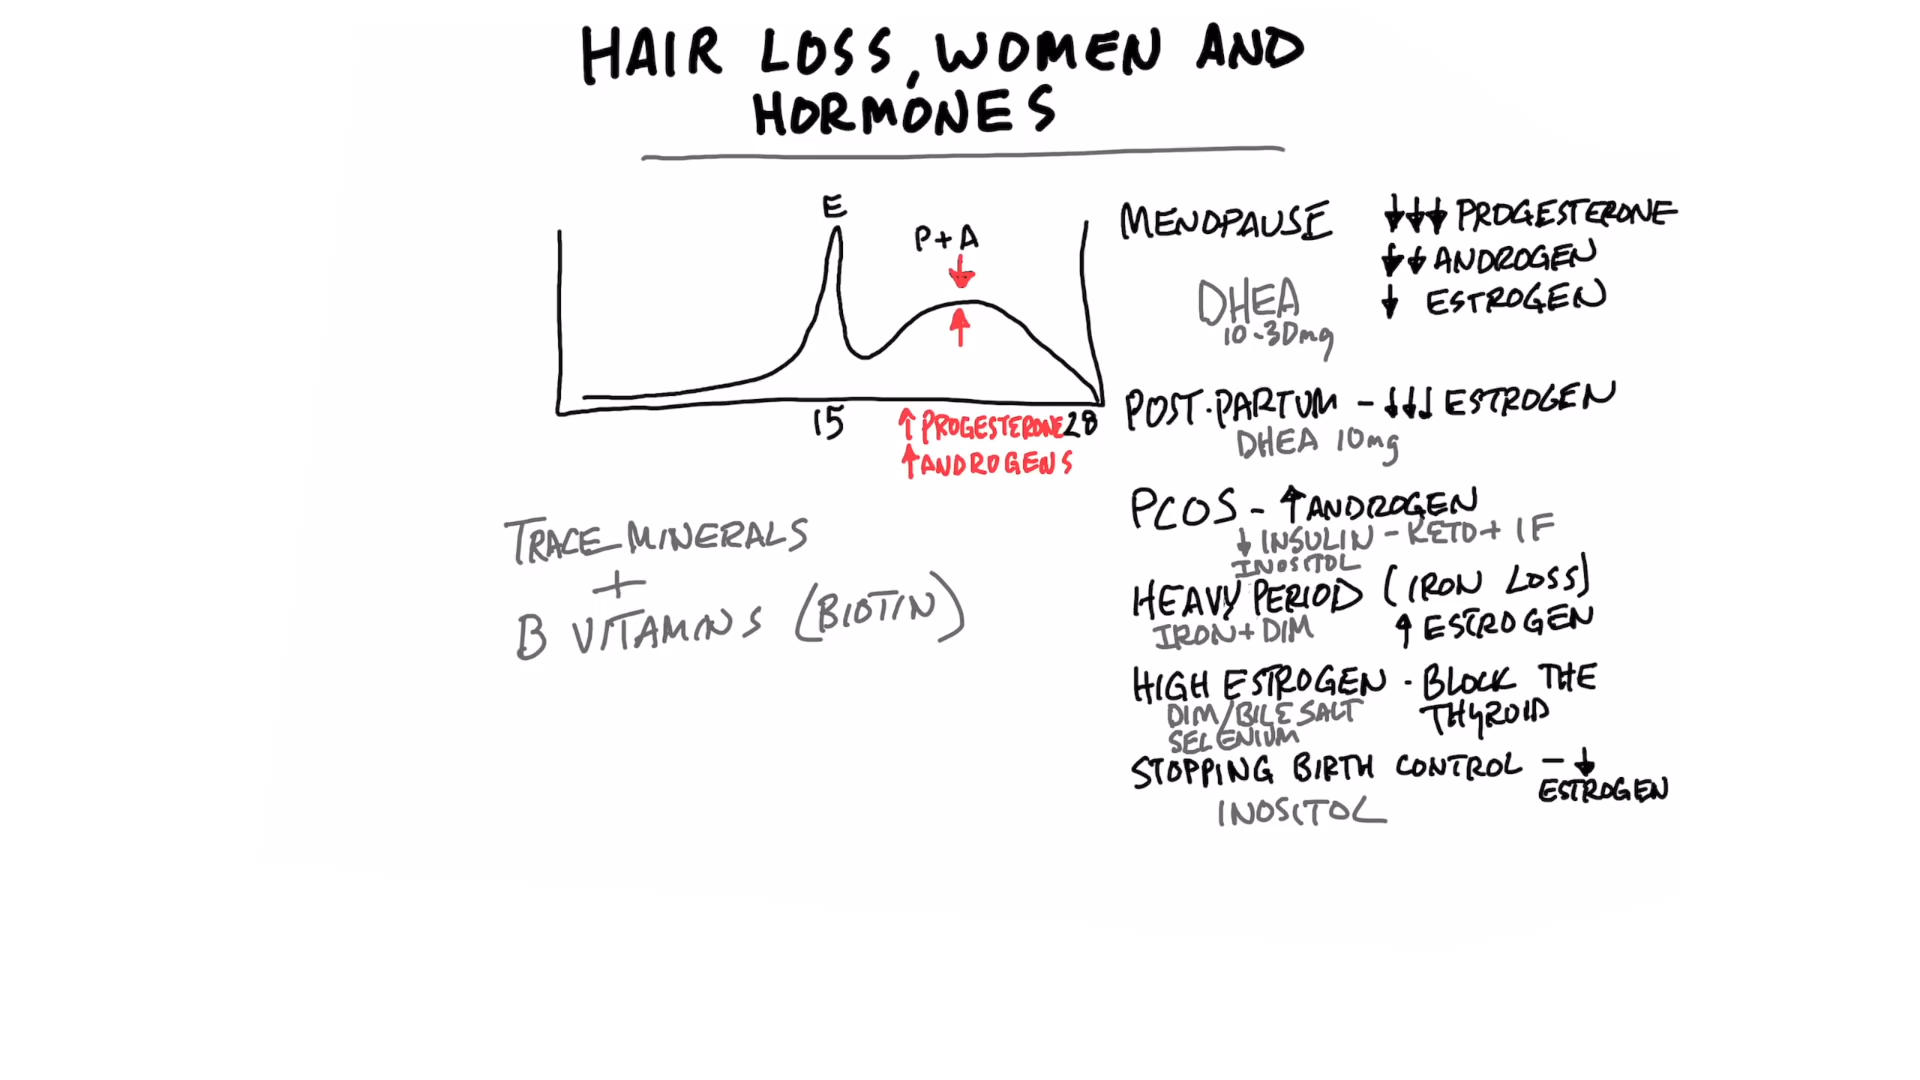 HAIR LOSS, WOMEN AND
HORMONES
E
P+A
15
28
↑ PROGESTERONE
↑ ANDROGENS
TRACE MINERALS
+
B VITAMINS (BIOTIN)
MENOPAUSE ↓↓↓ PROGESTERONE
↓↓ ANDROGEN
↓ ESTROGEN
DHEA
10-30mg
POST-PARTUM - ↓↓↓ ESTROGEN
DHEA 10mg
PCOS - ↑ ANDROGEN
↓ INSULIN - KETO + IF
INOSITOL
HEAVY PERIOD (IRON LOSS)
IRON + DIM ↑ ESTROGEN
HIGH ESTROGEN - BLOCK THE
THYROID
DIM/BILE SALT
SELENIUM
STOPPING BIRTH CONTROL - ↓
ESTROGEN
INOSITOL